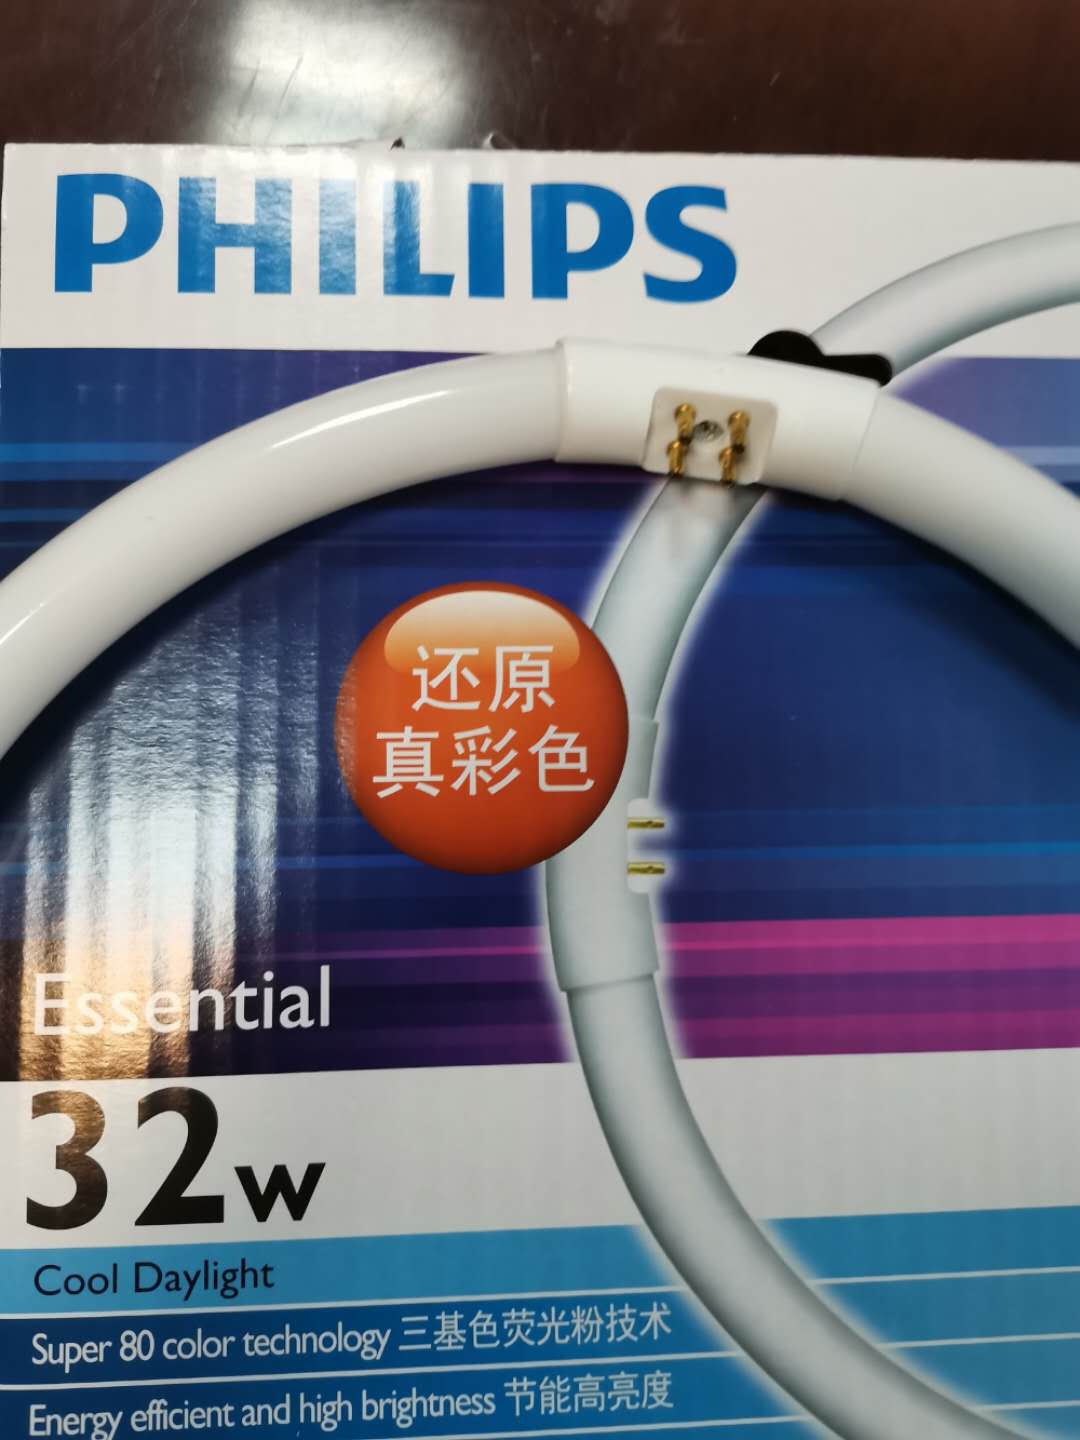 PHILIPS
还原
真彩色
Essential
32w
Cool Daylight
Super 80 color technology 三基色荧光粉技术
Energy efficient and high brightness 节能高亮度